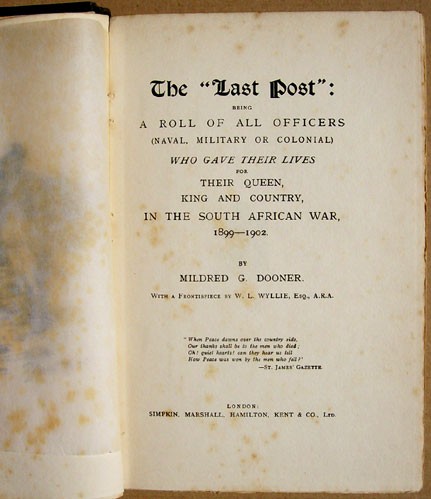 The "Last Post":
BEING
A ROLL OF ALL OFFICERS
(NAVAL, MILITARY OR COLONIAL)
WHO GAVE THEIR LIVES
FOR
THEIR QUEEN,
KING AND COUNTRY,
IN THE SOUTH AFRICAN WAR,
1899—1902.
BY
MILDRED G. DOONER.
WITH A FRONTISPIECE BY W. L. WYLLIE, ESQ., A.R.A.
"When Peace dawns over the country side,
Our thanks shall be to the men who died;
Oh! quiet hearts! can they hear us tell
How Peace was won by the men who fell?"
—ST. JAMES' GAZETTE
LONDON:
SIMPKIN, MARSHALL, HAMILTON, KENT & CO., LTD.